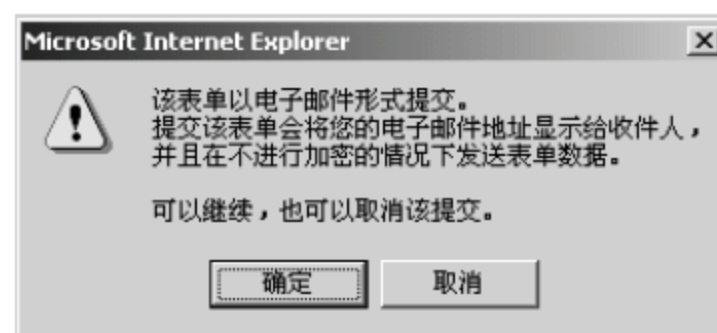 Microsoft Internet Explorer
该表单以电子邮件形式提交。
提交该表单会将您的电子邮件地址显示给收件人，
并且在不进行加密的情况下发送表单数据。
可以继续，也可以取消该提交。
确定
取消